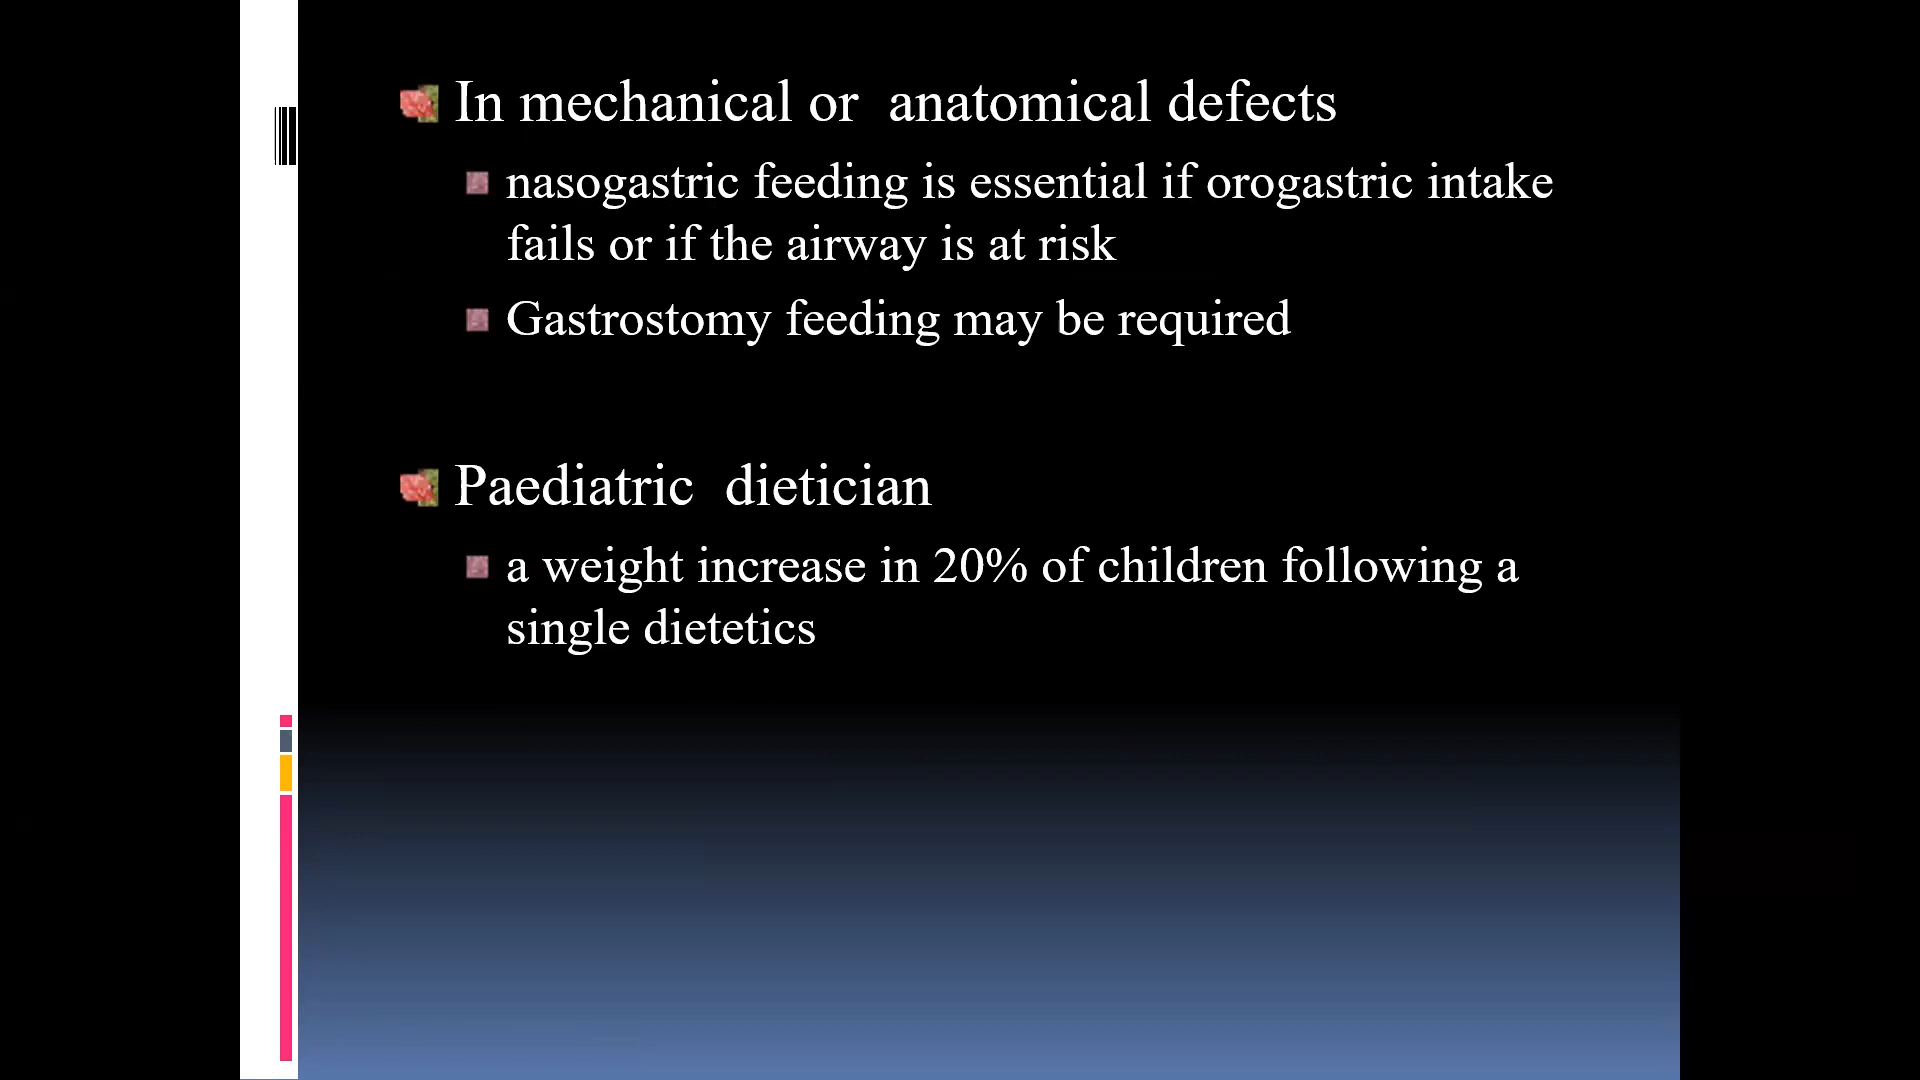 In mechanical or anatomical defects
nasogastric feeding is essential if orogastric intake
fails or if the airway is at risk
Gastrostomy feeding may be required
Paediatric dietician
a weight increase in 20% of children following a
single dietetics